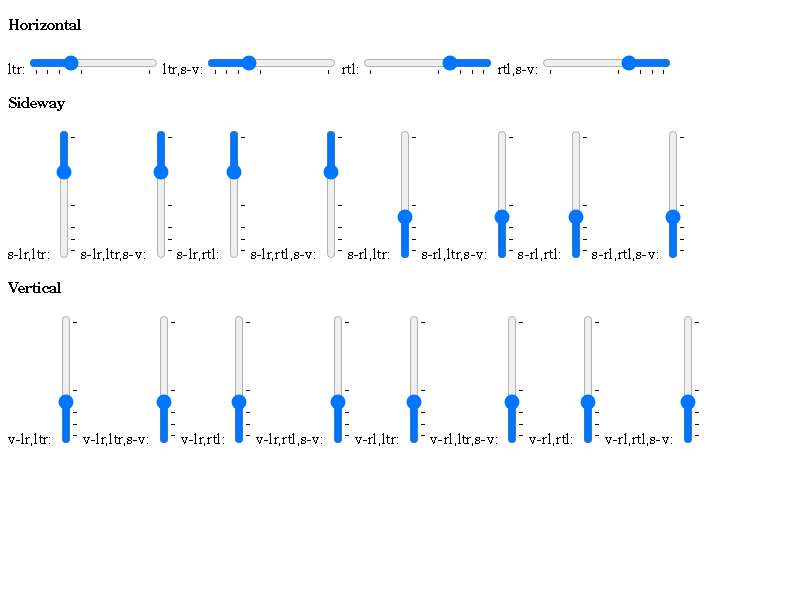 Horizontal
ltr: ltr,s-v: rtl: rtl,s-v:
Sideway
s-lr,ltr: s-lr,ltr,s-v: s-lr,rtl: s-lr,rtl,s-v: s-rl,ltr: s-rl,ltr,s-v: s-rl,rtl: s-rl,rtl,s-v:
Vertical
v-lr,ltr: v-lr,ltr,s-v: v-lr,rtl: v-lr,rtl,s-v: v-rl,ltr: v-rl,ltr,s-v: v-rl,rtl: v-rl,rtl,s-v: